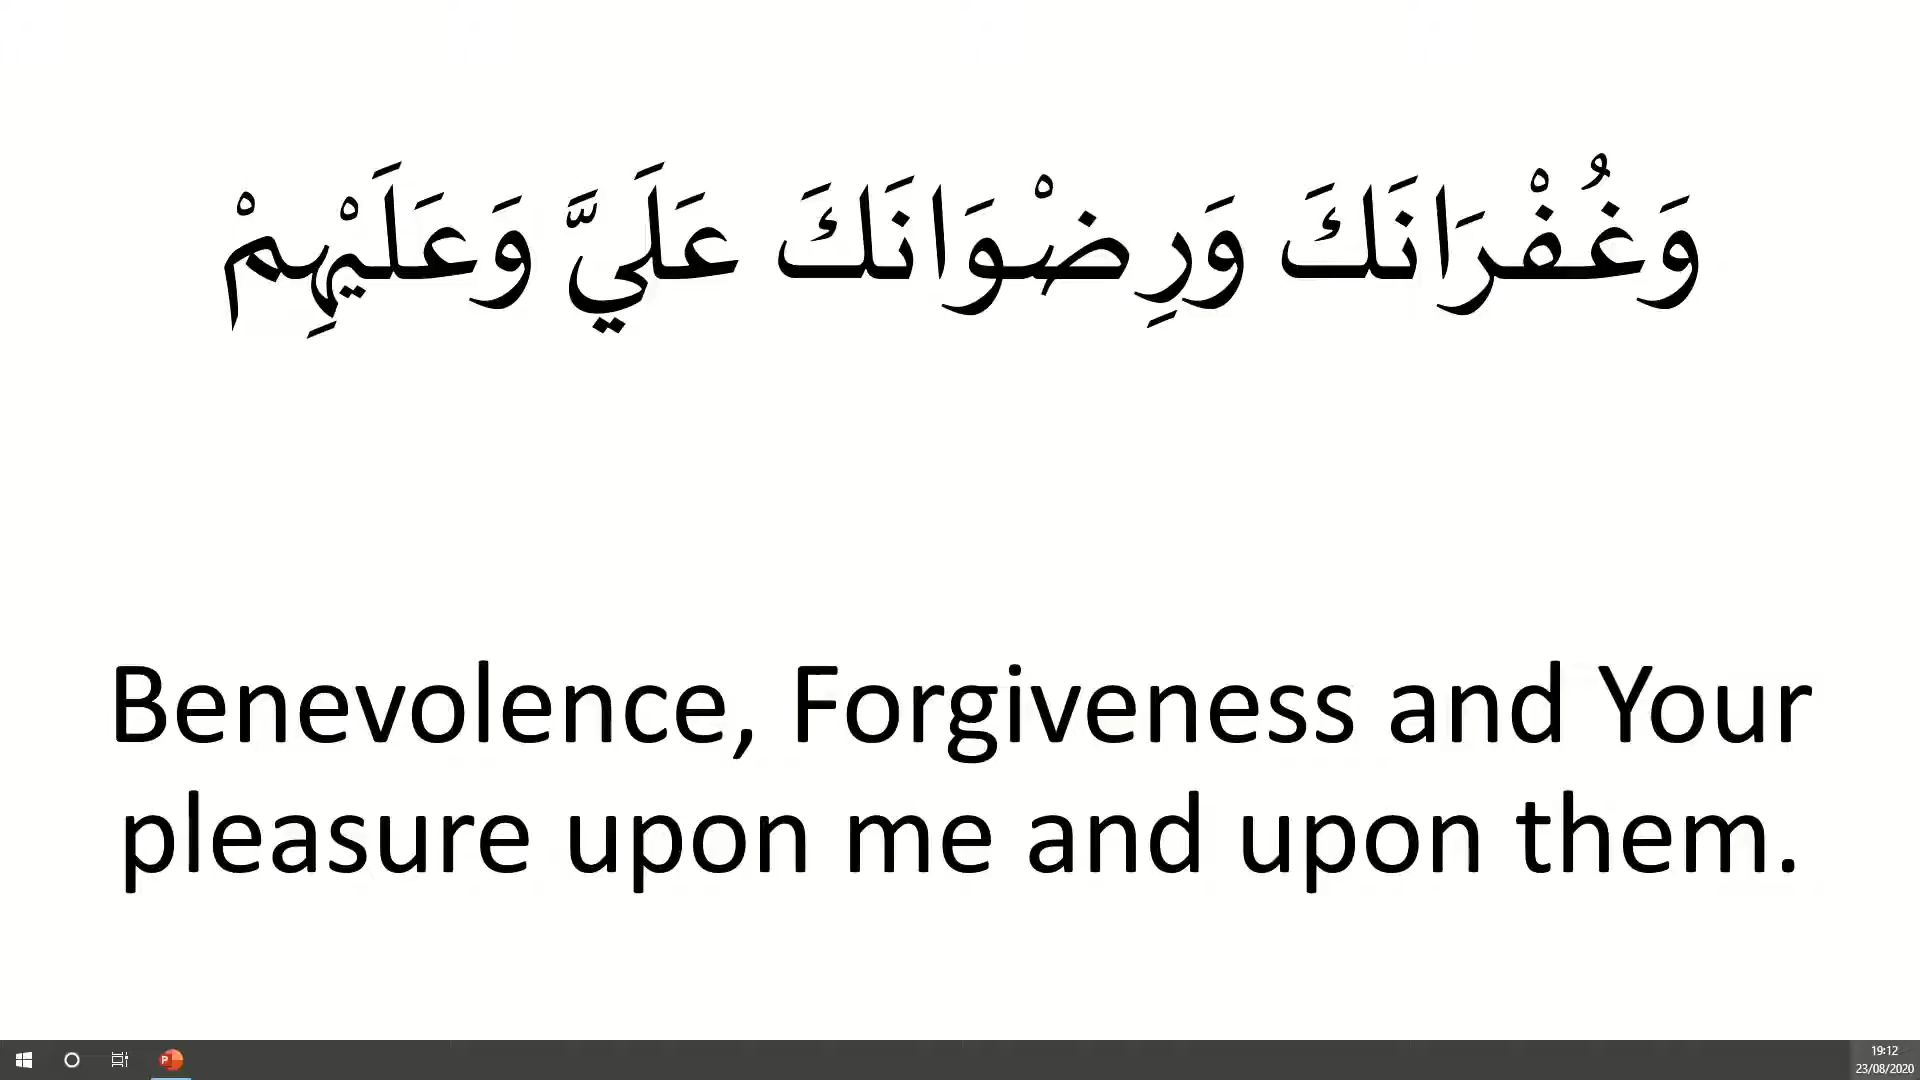 وَغُفْرَانَكَ وَرِضْوَانَكَ عَلَيَّ وَعَلَيْهِمْ
Benevolence, Forgiveness and Your
pleasure upon me and upon them.
19:12
23/08/2020